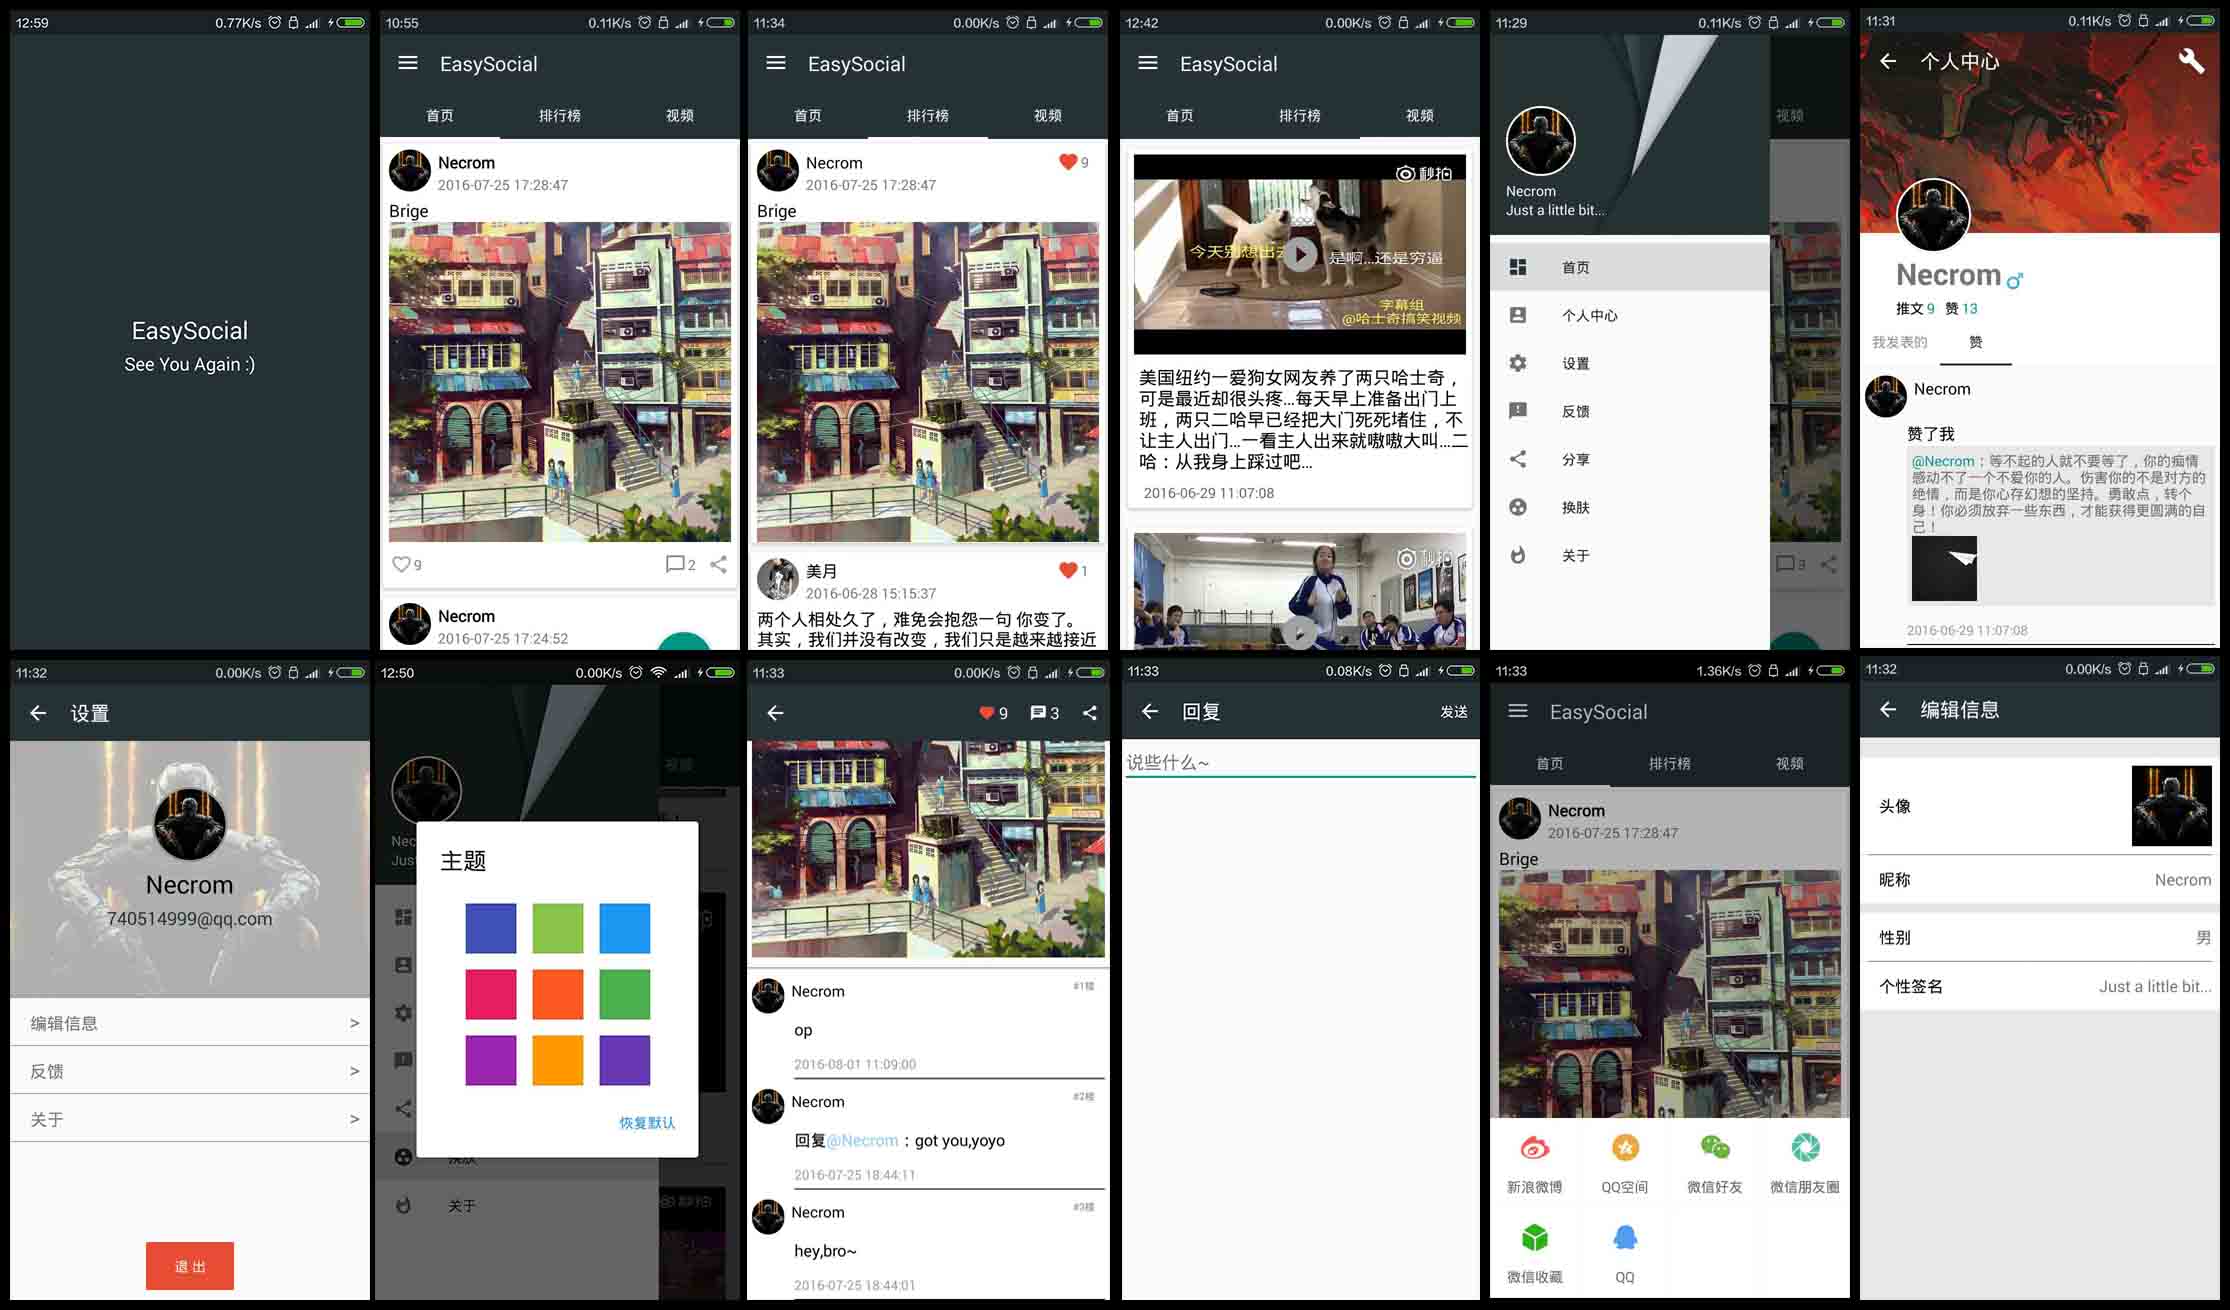 12:59
0.77K/s
EasySocial
See You Again :)
10:55
0.11K/s
EasySocial
首页
排行榜
视频
Necrom
2016-07-25 17:28:47
Brige
9
2
Necrom
2016-07-25 17:24:52
11:34
0.00K/s
EasySocial
首页
排行榜
视频
Necrom
9
2016-07-25 17:28:47
Brige
美月
1
2016-06-28 15:15:37
两个人相处久了，难免会抱怨一句 你变了。
其实，我们并没有改变，我们只是越来越接近
12:42
0.00K/s
EasySocial
首页
排行榜
视频
秒拍
今天别想出去
是啊...还是穷逼
字幕组
@哈士奇搞笑视频
美国纽约一爱狗女网友养了两只哈士奇，
可是最近却很头疼...每天早上准备出门上
班，两只二哈早已经把大门死死堵住，不
让主人出门...一看主人出来就嗷嗷大叫...二
哈：从我身上踩过吧...
2016-06-29 11:07:08
秒拍
11:29
0.11K/s
视频
Necrom
Just a little bit...
首页
个人中心
设置
反馈
分享
换肤
关于
3
11:31
0.11K/s
个人中心
Necrom
推文 9 赞 13
我发表的
赞
Necrom
赞了我
@Necrom：等不起的人就不要等了，你的痴情
感动不了一个不爱你的人。伤害你的不是对方的
绝情，而是你心存幻想的坚持。勇敢点，转个
身！你必须放弃一些东西，才能获得更圆满的自
己！
2016-06-29 11:07:08
11:32
0.00K/s
设置
Necrom
740514999@qq.com
编辑信息 >
反馈 >
关于 >
退 出
12:50
0.00K/s
视频
Nec
Just
主题
恢复默认
换肤
关于
秒拍
11:33
0.00K/s
9
3
Necrom
#1楼
op
2016-08-01 11:09:00
Necrom
#2楼
回复@Necrom：got you,yoyo
2016-07-25 18:44:11
Necrom
#3楼
hey,bro~
2016-07-25 18:44:01
11:33
0.08K/s
回复
发送
说些什么~
11:33
1.36K/s
EasySocial
首页
排行榜
视频
Necrom
2016-07-25 17:28:47
Brige
新浪微博
QQ空间
微信好友
微信朋友圈
微信收藏
QQ
11:32
0.00K/s
编辑信息
头像
昵称
Necrom
性别
男
个性签名
Just a little bit...